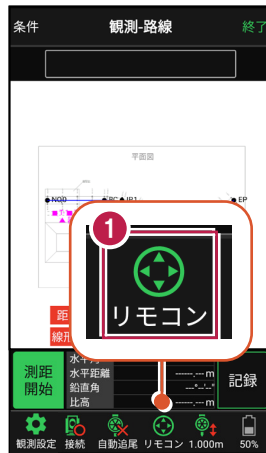 条件 観測-路線 終了
平面図
NO0 BC IP1 EP
1
リモコン
距
線形
測距
開始
水平角
水平距離 ------.---m
鉛直角 ---°--'--"
比高 ------.---m
記録
観測設定 接続 自動追尾 リモコン 1.000m 50%